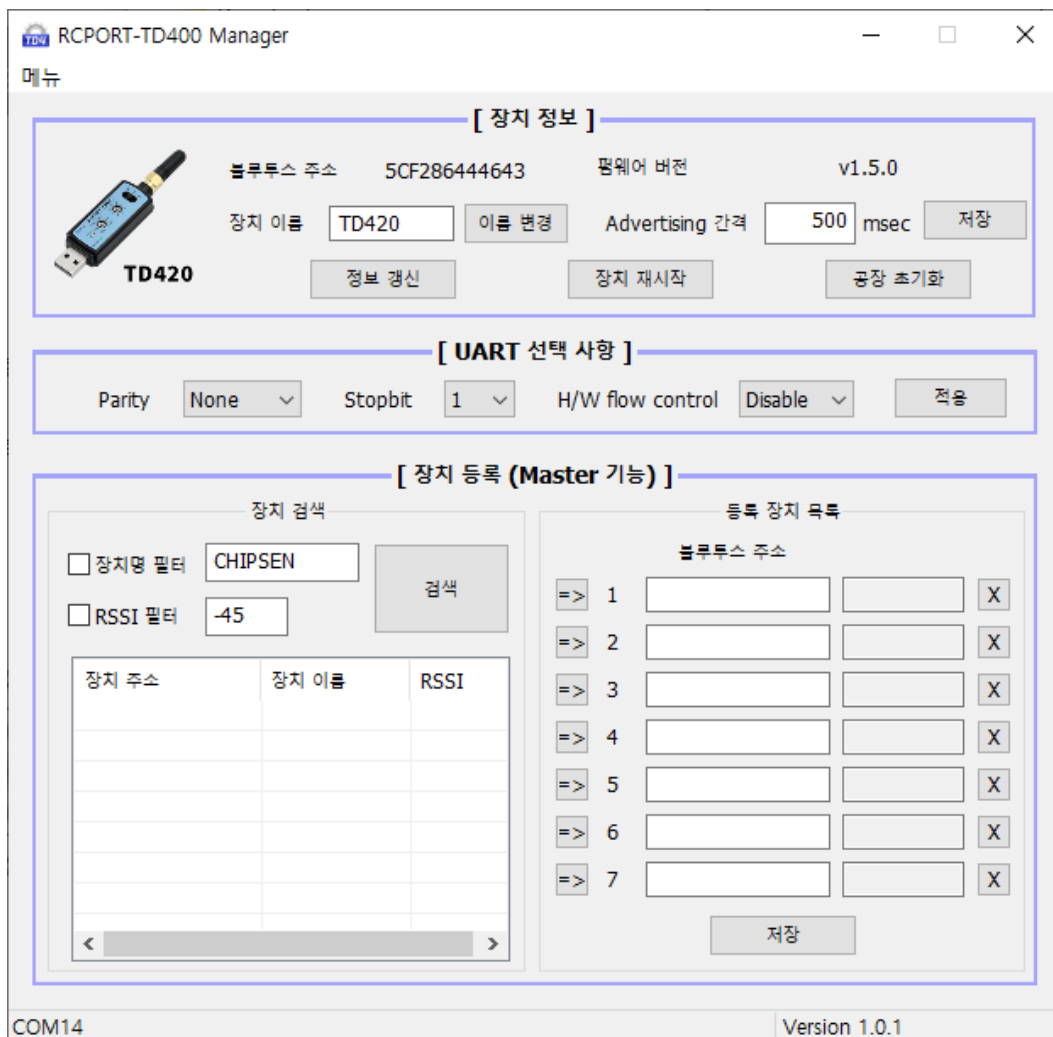 RCPORT-TD400 Manager
메뉴
[ 장치 정보 ]
블루투스 주소 5CF286444643 펌웨어 버전 v1.5.0
장치 이름 TD420 이름 변경 Advertising 간격 500 msec 저장
TD420
정보 갱신 장치 재시작 공장 초기화
[ UART 선택 사항 ]
Parity None Stopbit 1 H/W flow control Disable 적용
[ 장치 등록 (Master 기능) ]
장치 검색
장치명 필터 CHIPSEN
RSSI 필터 -45
검색
장치 주소 장치 이름 RSSI
등록 장치 목록
블루투스 주소
=> 1 X
=> 2 X
=> 3 X
=> 4 X
=> 5 X
=> 6 X
=> 7 X
저장
COM14 Version 1.0.1